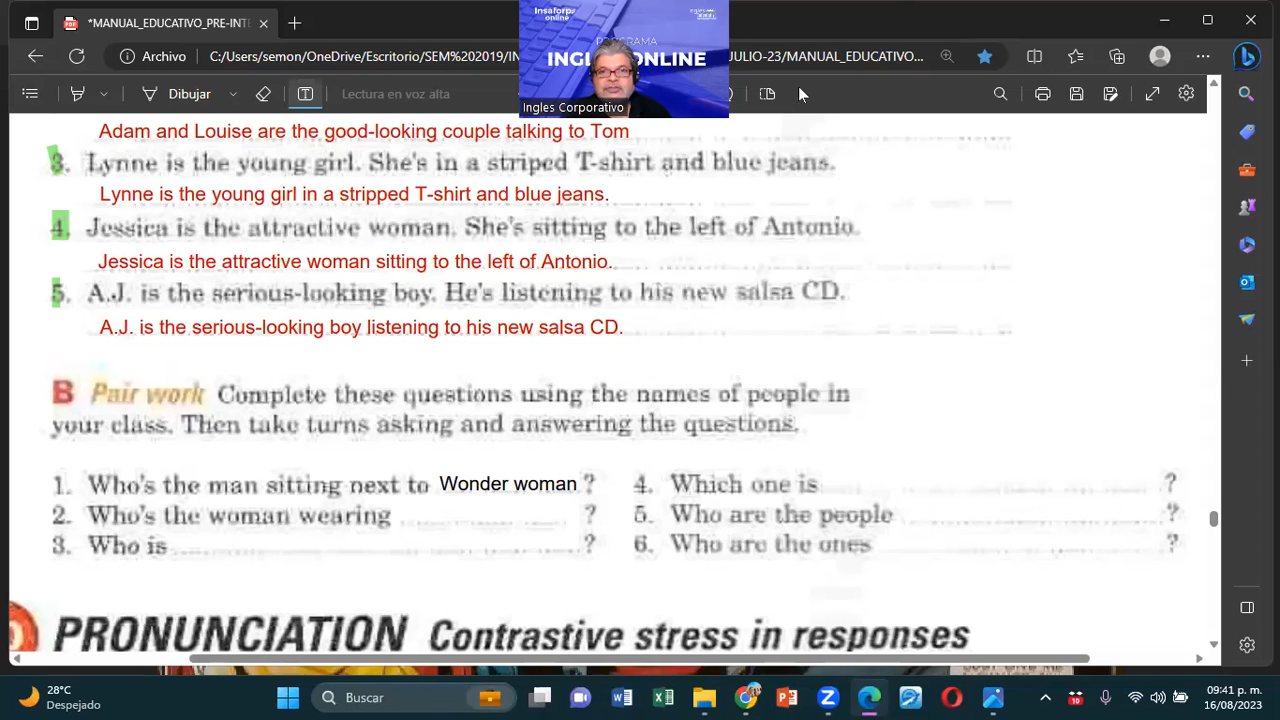 *MANUAL_EDUCATIVO_PRE-INTE
Insaforp
online
PROGRAMA
INGL ONLINE
Ingles Corporativo
Archivo
C:/Users/semon/OneDrive/Escritorio/SEM%202019/IN
JULIO-23/MANUAL_EDUCATIVO...
Dibujar
Lectura en voz alta
Adam and Louise are the good-looking couple talking to Tom
3. Lynne is the young girl. She's in a striped T-shirt and blue jeans.
Lynne is the young girl in a stripped T-shirt and blue jeans.
4. Jessica is the attractive woman. She's sitting to the left of Antonio.
Jessica is the attractive woman sitting to the left of Antonio.
5. A.J. is the serious-looking boy. He's listening to his new salsa CD.
A.J. is the serious-looking boy listening to his new salsa CD.
B Pair work Complete these questions using the names of people in
your class. Then take turns asking and answering the questions.
1. Who's the man sitting next to Wonder woman ?
2. Who's the woman wearing ?
3. Who is ?
4. Which one is ?
5. Who are the people ?
6. Who are the ones ?
PRONUNCIATION Contrastive stress in responses
28°C
Despejado
Buscar
10
09:41 p. m.
16/08/2023